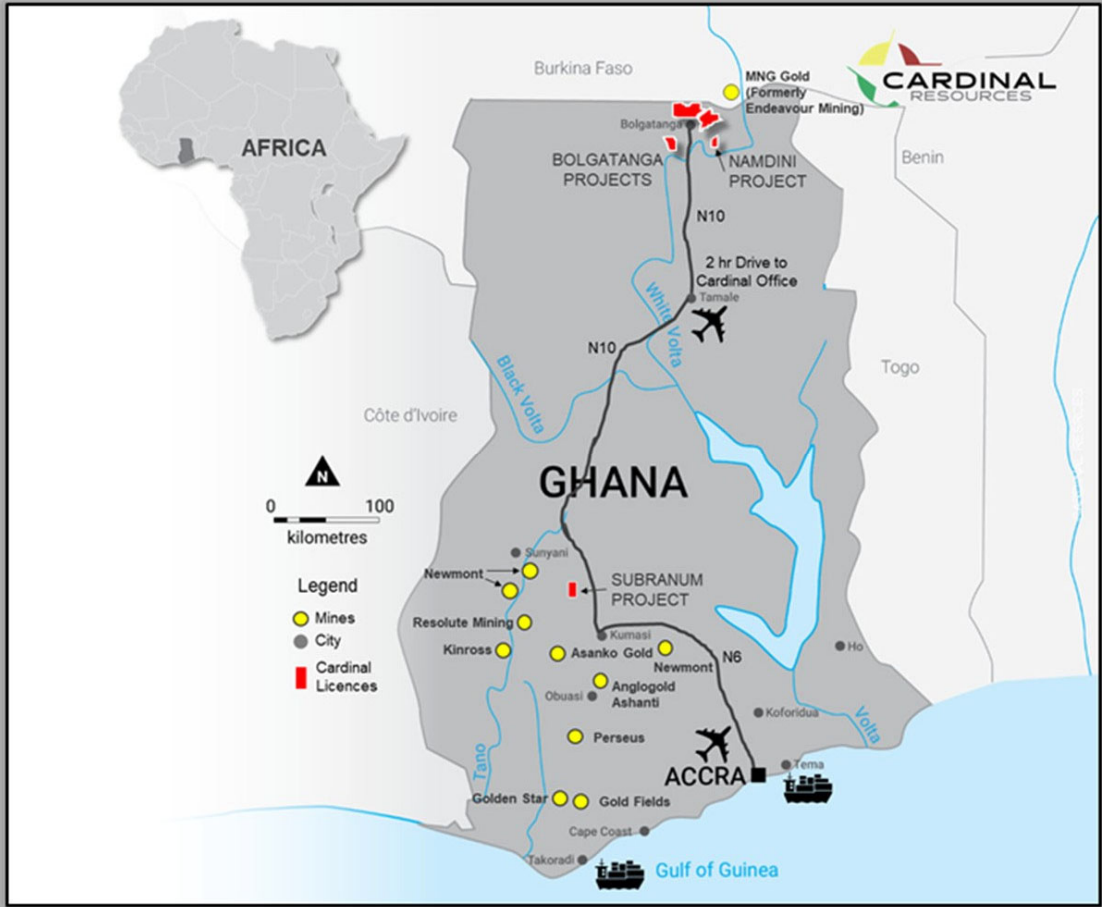 Burkina Faso
MNG Gold
(Formerly
Endeavour Mining)
CARDINAL
RESOURCES
AFRICA
Bolgatanga
BOLGATANGA
PROJECTS
NAMDINI
PROJECT
Benin
N10
2 hr Drive to
Cardinal Office
Tamale
White Volta
N10
Black Volta
Togo
Côte d'Ivoire
GHANA
N
0 100
kilometres
Sunyani
Newmont
SUBRANUM
PROJECT
Legend
Mines
City
Cardinal
Licences
Resolute Mining
Kumasi
Kinross
Asanko Gold
Newmont
N6
Ho
Anglogold
Ashanti
Obuasi
Koforidua
Volta
Perseus
Tano
ACCRA
Tema
Golden Star
Gold Fields
Cape Coast
Takoradi
Gulf of Guinea